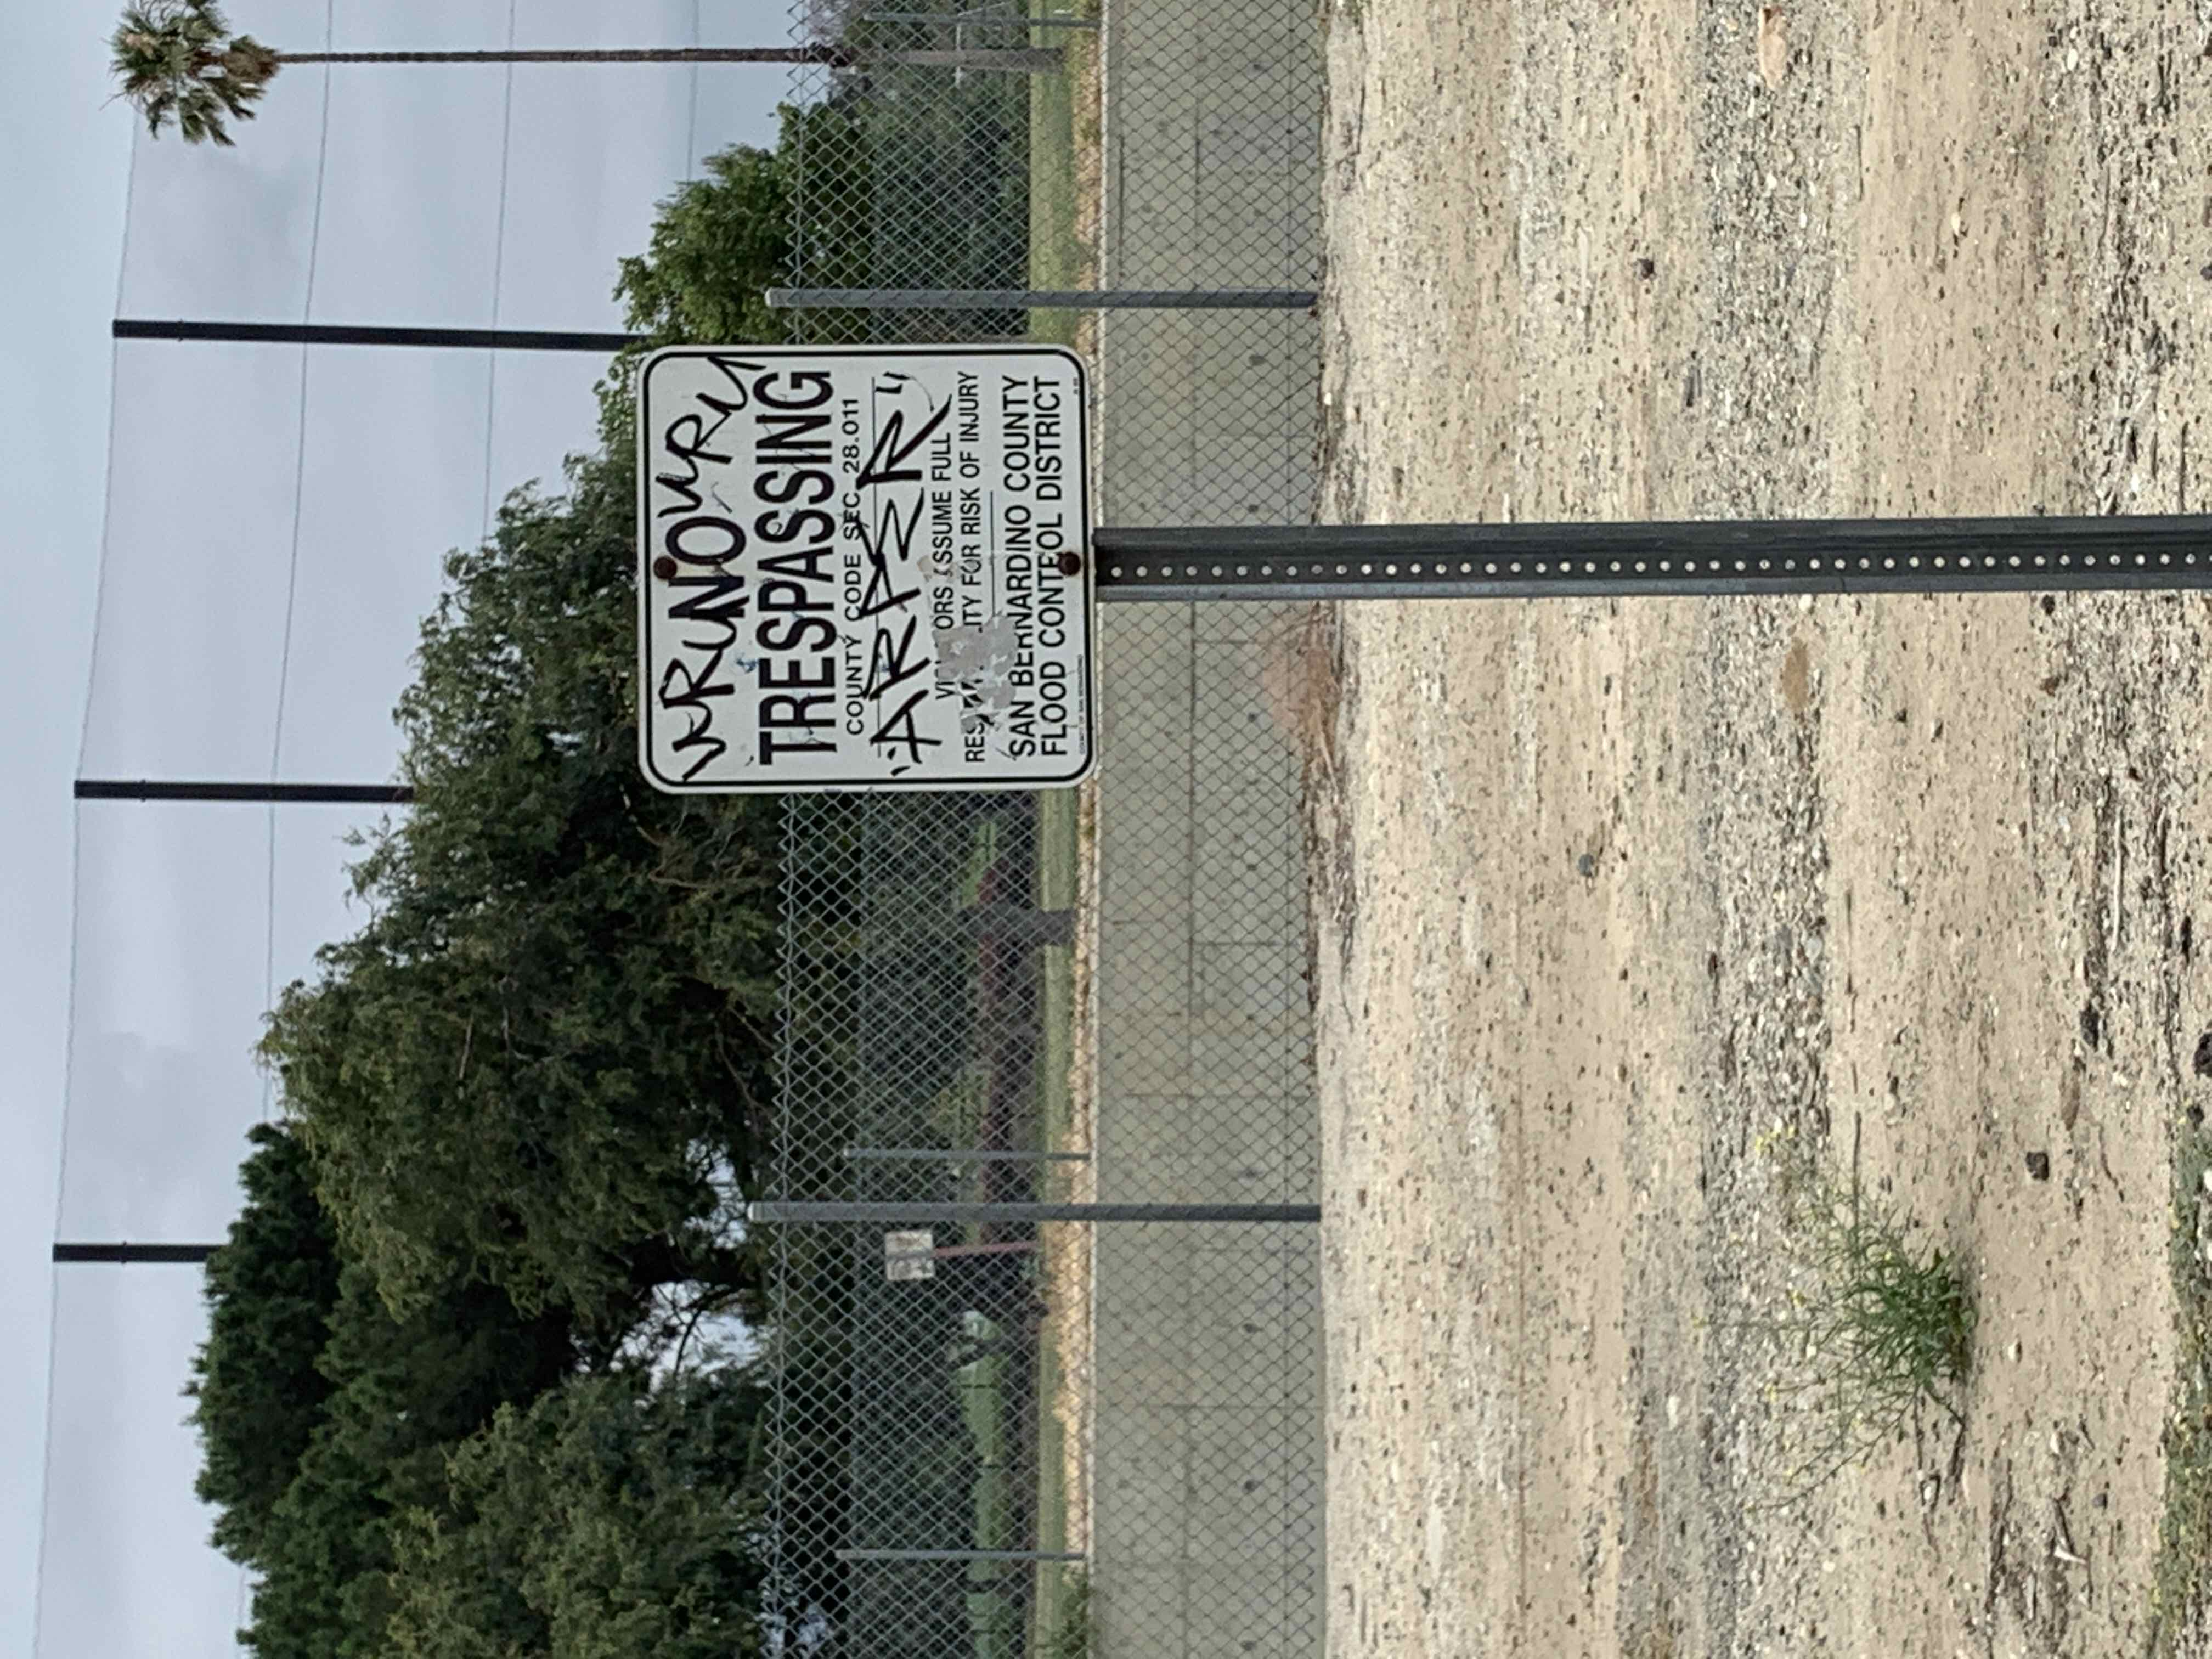 NO
TRESPASSING
COUNTY CODE SEC. 28.011
"ARPER"
ASSUME FULL
FOR RISK OF INJURY
SAN BERNARDINO COUNTY
FLOOD CONTROL DISTRICT